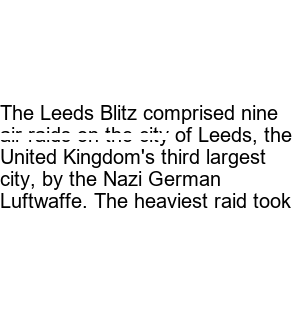 The Leeds Blitz comprised nine
air raids on the city of Leeds, the
United Kingdom's third largest
city, by the Nazi German
Luftwaffe. The heaviest raid took